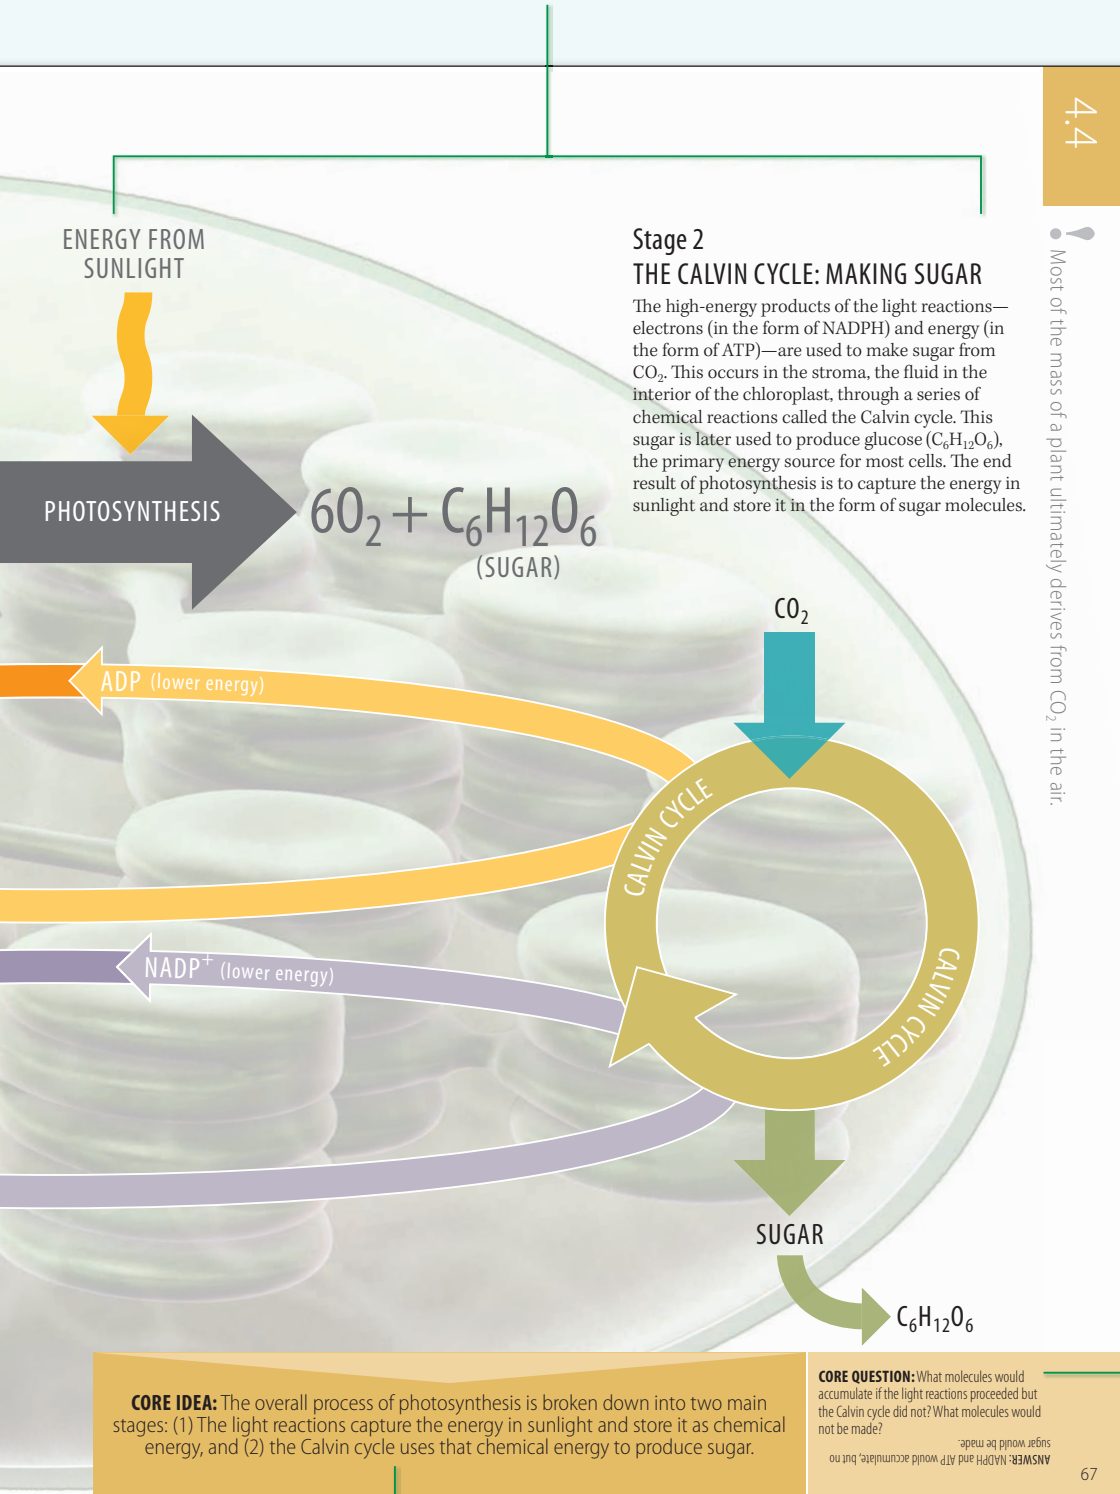 4.4
Most of the mass of a plant ultimately derives from CO₂ in the air.
ENERGY FROM
SUNLIGHT
PHOTOSYNTHESIS
6O₂ + C₆H₁₂O₆
(SUGAR)
Stage 2
THE CALVIN CYCLE: MAKING SUGAR
The high-energy products of the light reactions—
electrons (in the form of NADPH) and energy (in
the form of ATP)—are used to make sugar from
CO₂. This occurs in the stroma, the fluid in the
interior of the chloroplast, through a series of
chemical reactions called the Calvin cycle. This
sugar is later used to produce glucose (C₆H₁₂O₆),
the primary energy source for most cells. The end
result of photosynthesis is to capture the energy in
sunlight and store it in the form of sugar molecules.
CO₂
ADP (lower energy)
CALVIN CYCLE
CALVIN CYCLE
NADP⁺ (lower energy)
SUGAR
C₆H₁₂O₆
CORE IDEA: The overall process of photosynthesis is broken down into two main
stages: (1) The light reactions capture the energy in sunlight and store it as chemical
energy, and (2) the Calvin cycle uses that chemical energy to produce sugar.
CORE QUESTION: What molecules would
accumulate if the light reactions proceeded but
the Calvin cycle did not? What molecules would
not be made?
ANSWER: NADPH and ATP would accumulate, but no
sugar would be made.
67